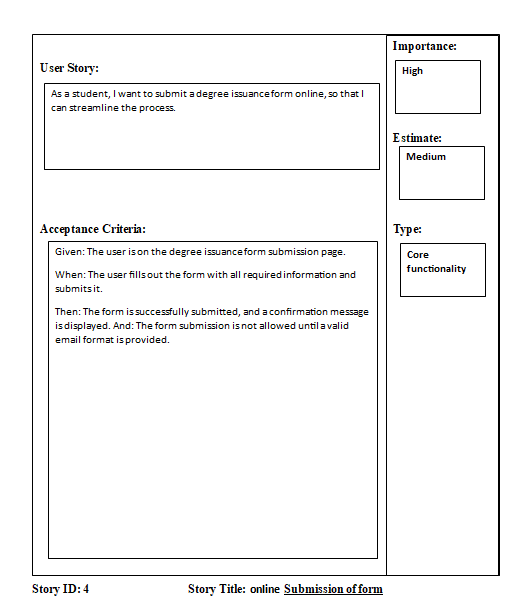 Importance:
User Story:
High
As a student, I want to submit a degree issuance form online, so that I
can streamline the process.
Estimate:
Medium
Acceptance Criteria:
Type:
Given: The user is on the degree issuance form submission page.
When: The user fills out the form with all required information and
submits it.
Then: The form is successfully submitted, and a confirmation message
is displayed. And: The form submission is not allowed until a valid
email format is provided.
Core
functionality
Story ID: 4
Story Title: online Submission of form